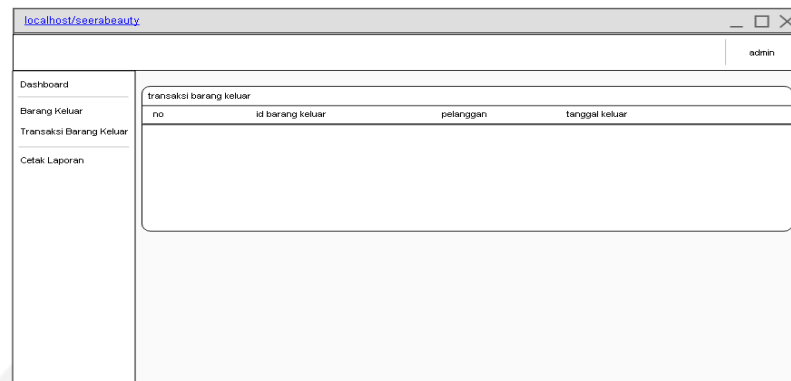 localhost/seerabeauty
admin
Dashboard
Barang Keluar
Transaksi Barang Keluar
Cetak Laporan
transaksi barang keluar
no id barang keluar pelanggan tanggal keluar